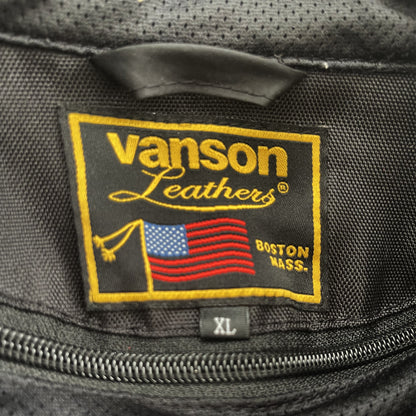 vanson
Leathers®
BOSTON
MASS.
XL